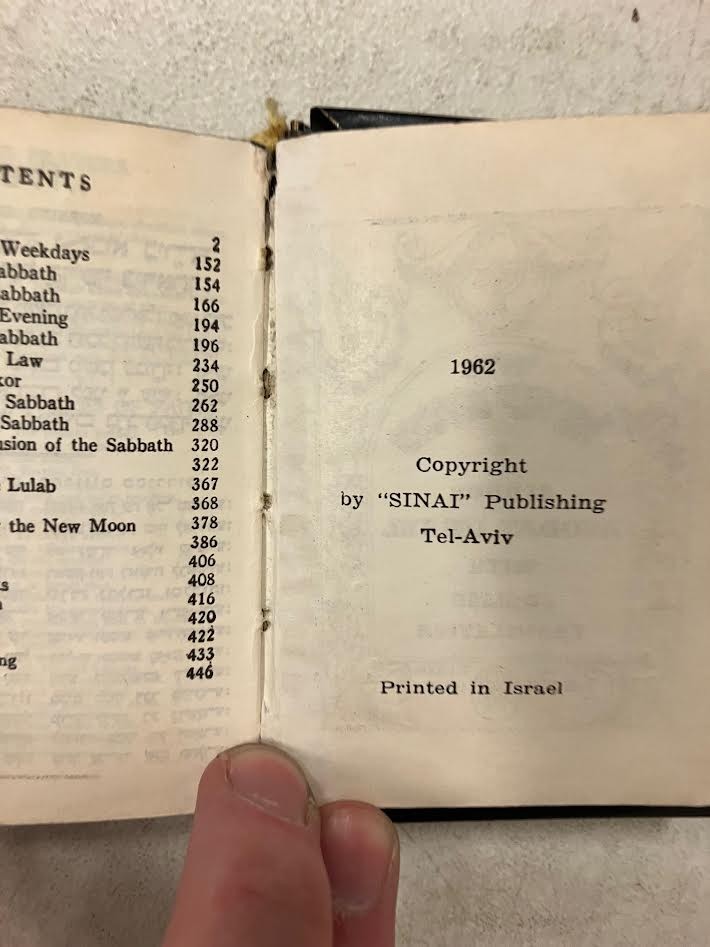 TENTS
2
Weekdays 152
abbath 154
abbath 166
Evening 194
abbath 196
Law 234
kor 250
Sabbath 262
Sabbath 288
usion of the Sabbath 320
322
Lulab 367
368
the New Moon 378
386
406
s 408
416
420
422
ng 433
446
1962
Copyright
by "SINAI" Publishing
Tel-Aviv
Printed in Israel